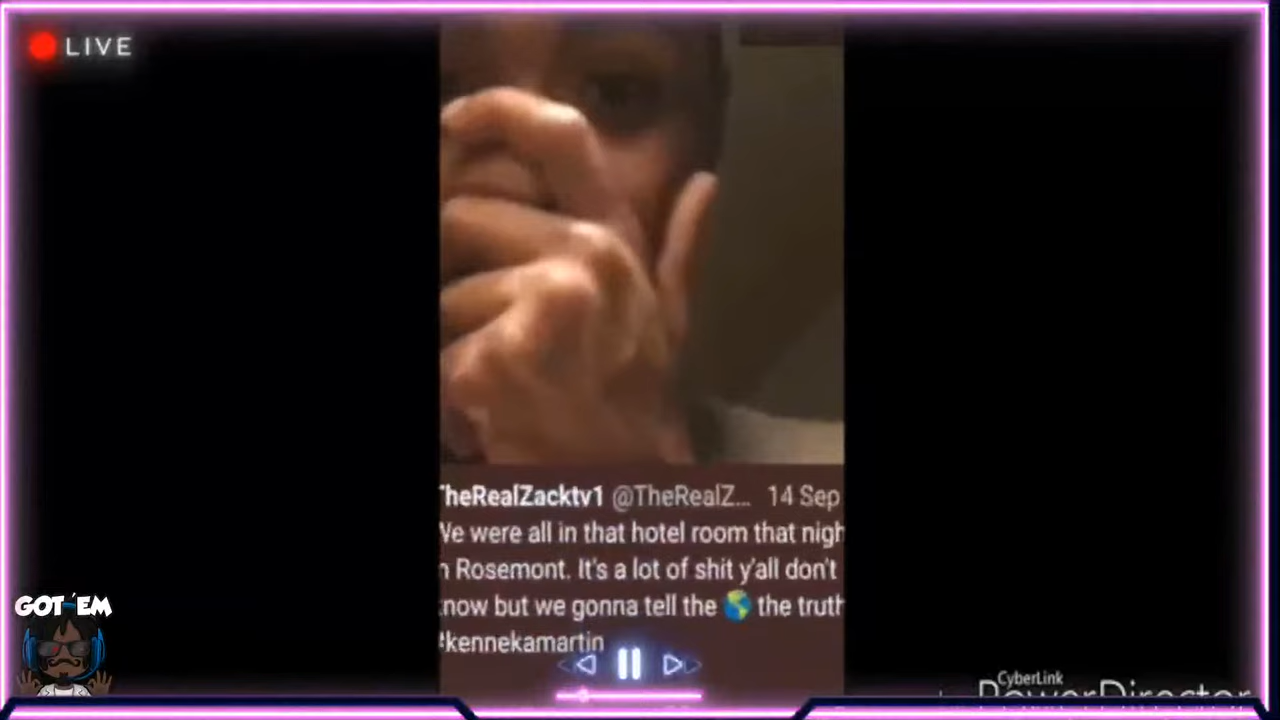 LIVE
TheRealZacktv1 @TheRealZ... 14 Sep
We were all in that hotel room that nigh
n Rosemont. It's a lot of shit y'all don't
now but we gonna tell the 🌎 the truth
#kennekamartin
GOT 'EM
CyberLink
PowerDirector